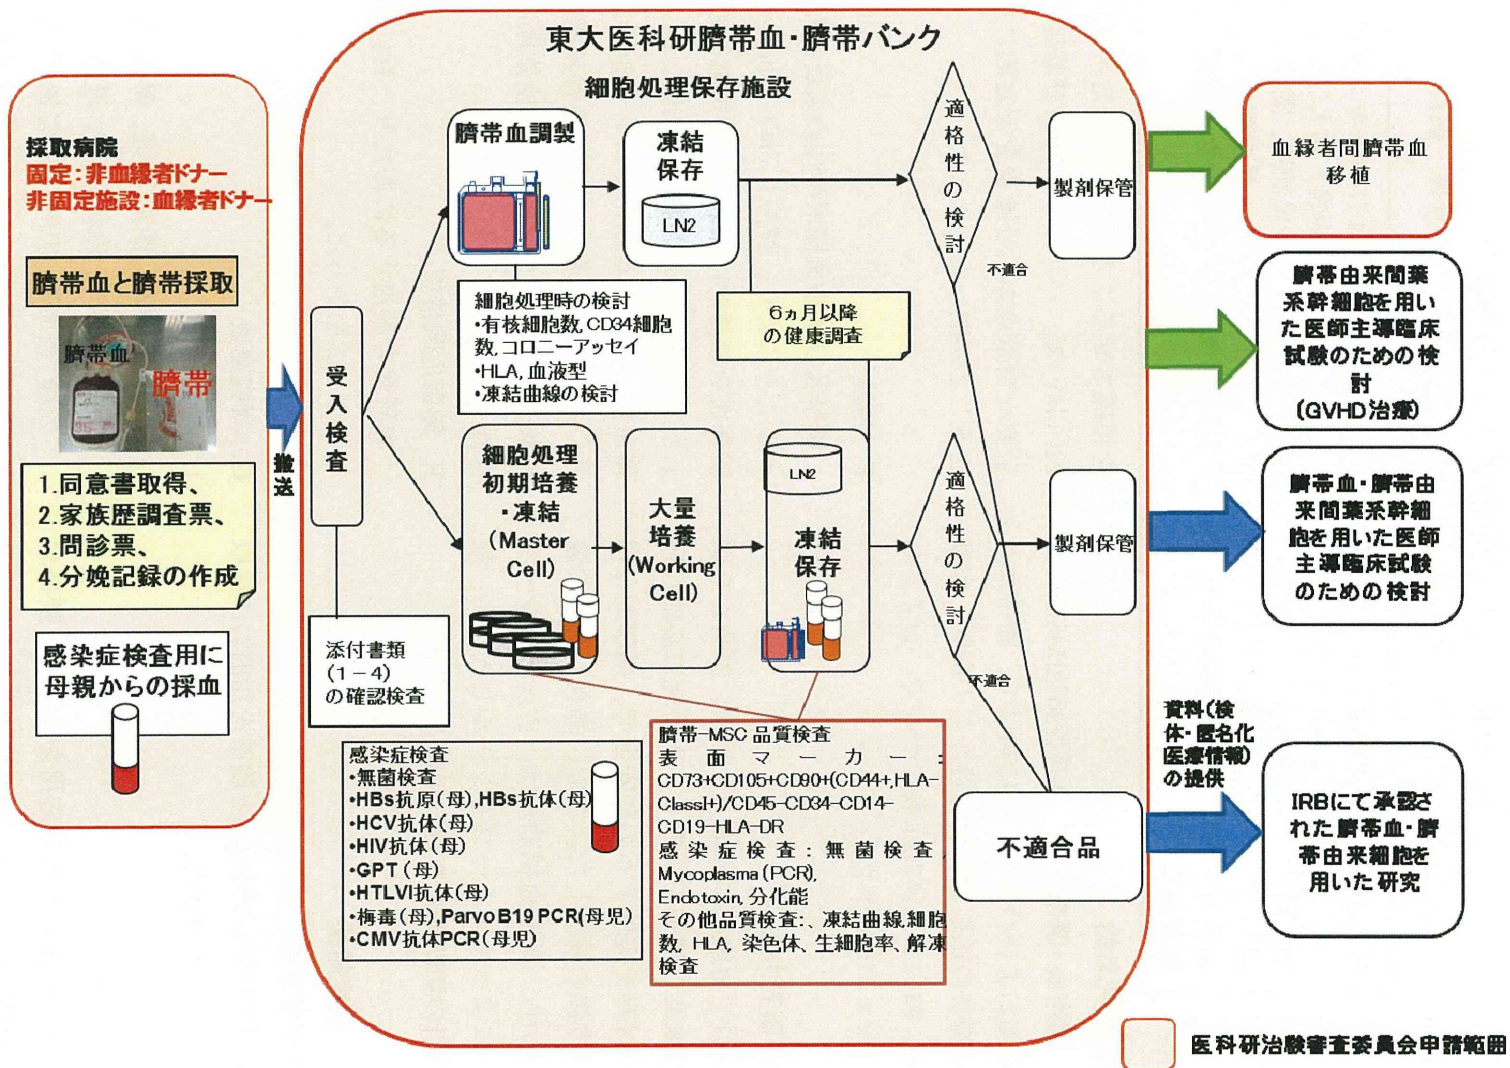 東大医科研臍帯血・臍帯バンク
細胞処理保存施設
採取病院
固定:非血縁者ドナー
非固定施設:血縁者ドナー
臍帯血と臍帯採取
臍帯血
臍帯
1.同意書取得、
2.家族歴調査票、
3.問診票、
4.分娩記録の作成
感染症検査用に
母親からの採血
搬送
受入検査
添付書類
(1-4)
の確認検査
臍帯血調製
凍結
保存
LN2
適格性の検討
不適合
製剤保管
細胞処理時の検討
•有核細胞数,CD34細胞
数,コロニーアッセイ
•HLA,血液型
•凍結曲線の検討
6ヵ月以降
の健康調査
細胞処理
初期培養
・凍結
(Master
Cell)
大量
培養
(Working
Cell)
LN2
凍結
保存
適格性の検討
不適合
製剤保管
感染症検査
•無菌検査
•HBs抗原(母),HBs抗体(母)
•HCV抗体(母)
•HIV抗体(母)
•GPT(母)
•HTLVI抗体(母)
•梅毒(母),Parvo B19 PCR(母児)
•CMV抗体PCR(母児)
臍帯-MSC品質検査
表面マーカー:
CD73+CD105+CD90+(CD44+,HLA-
ClassI+)/CD45-CD34-CD14-
CD19-HLA-DR
感染症検査:無菌検査,
Mycoplasma(PCR),
Endotoxin,分化能
その他品質検査:、凍結曲線,細胞
数,HLA,染色体、生細胞率、解凍
検査
不適合品
血縁者間臍帯血
移植
臍帯由来間葉
系幹細胞を用い
た医師主導臨床
試験のための検
討
(GVHD治療)
臍帯血・臍帯由
来間葉系幹細
胞を用いた医師
主導臨床試験
のための検討
資料(検
体・匿名化
医療情報)
の提供
IRBにて承認さ
れた臍帯血・臍
帯由来細胞を
用いた研究
医科研治験審査委員会申請範囲